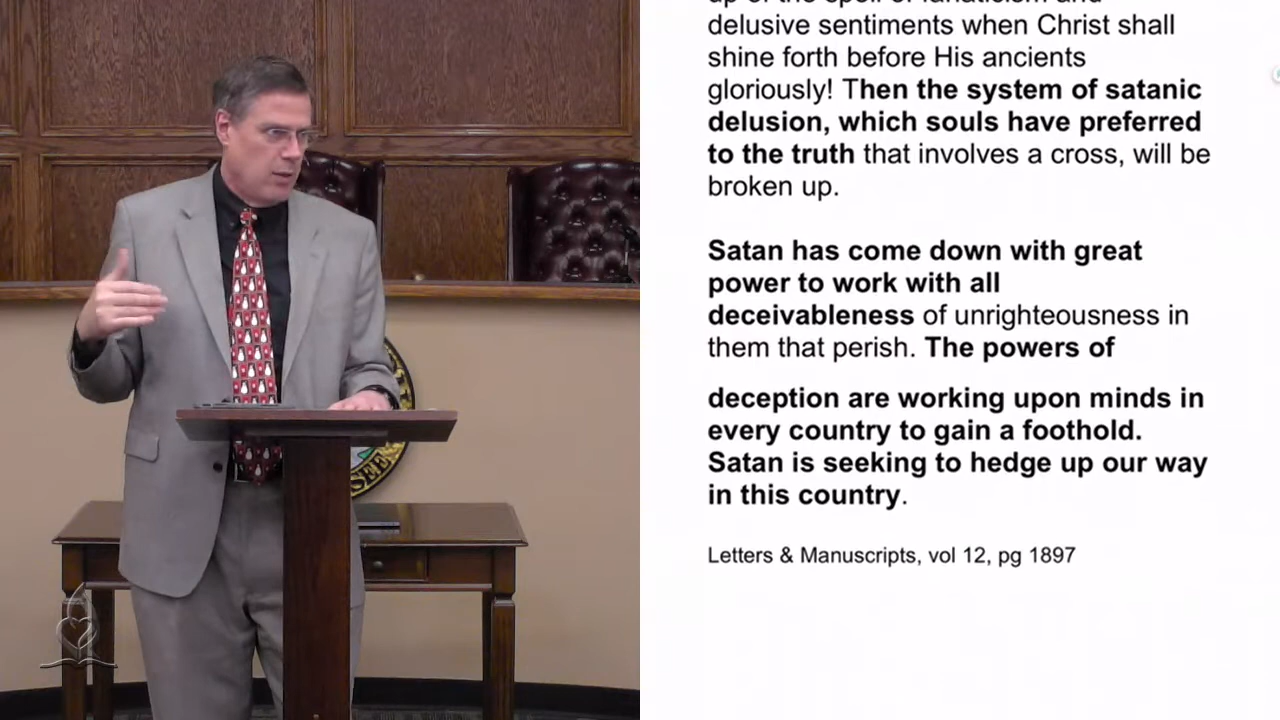 delusive sentiments when Christ shall
shine forth before His ancients
gloriously! Then the system of satanic
delusion, which souls have preferred
to the truth that involves a cross, will be
broken up.
Satan has come down with great
power to work with all
deceivableness of unrighteousness in
them that perish. The powers of
deception are working upon minds in
every country to gain a foothold.
Satan is seeking to hedge up our way
in this country.
Letters & Manuscripts, vol 12, pg 1897